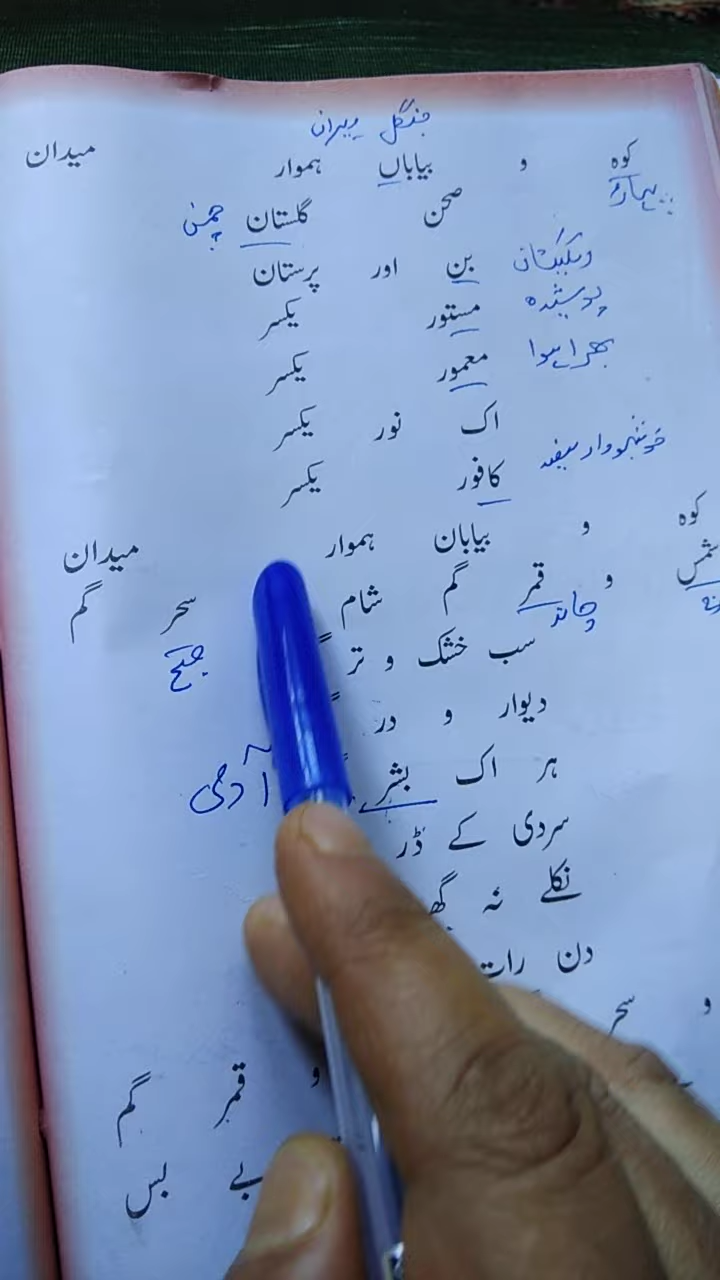 جنگل ویران
کوہ و بیاباں ہموار میدان
پہاڑ
صحن گلستان چمن
بن اور پرستان
مستور یکسر پوشیدہ
معمور یکسر بھرا ہوا
اک نور یکسر
کافور یکسر خوشبودار سفید
کوہ و بیابان ہموار میدان
شمس و قمر گم شام سحر گم
چاند
سب خشک و تر صبح
دیوار و در
ہر اک بشر آدمی
سردی کے ڈر
نکلے نہ
دن رات
و سحر
و قمر گم
بے بس